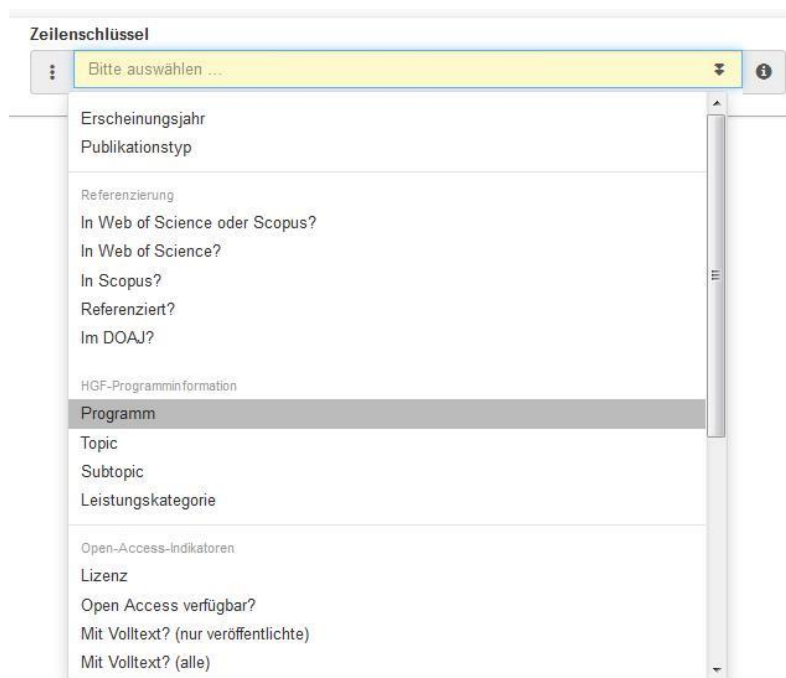 Zeilenschlüssel
Bitte auswählen ...
Erscheinungsjahr
Publikationstyp
Referenzierung
In Web of Science oder Scopus?
In Web of Science?
In Scopus?
Referenziert?
Im DOAJ?
HGF-Programminformation
Programm
Topic
Subtopic
Leistungskategorie
Open-Access-Indikatoren
Lizenz
Open Access verfügbar?
Mit Volltext? (nur veröffentlichte)
Mit Volltext? (alle)